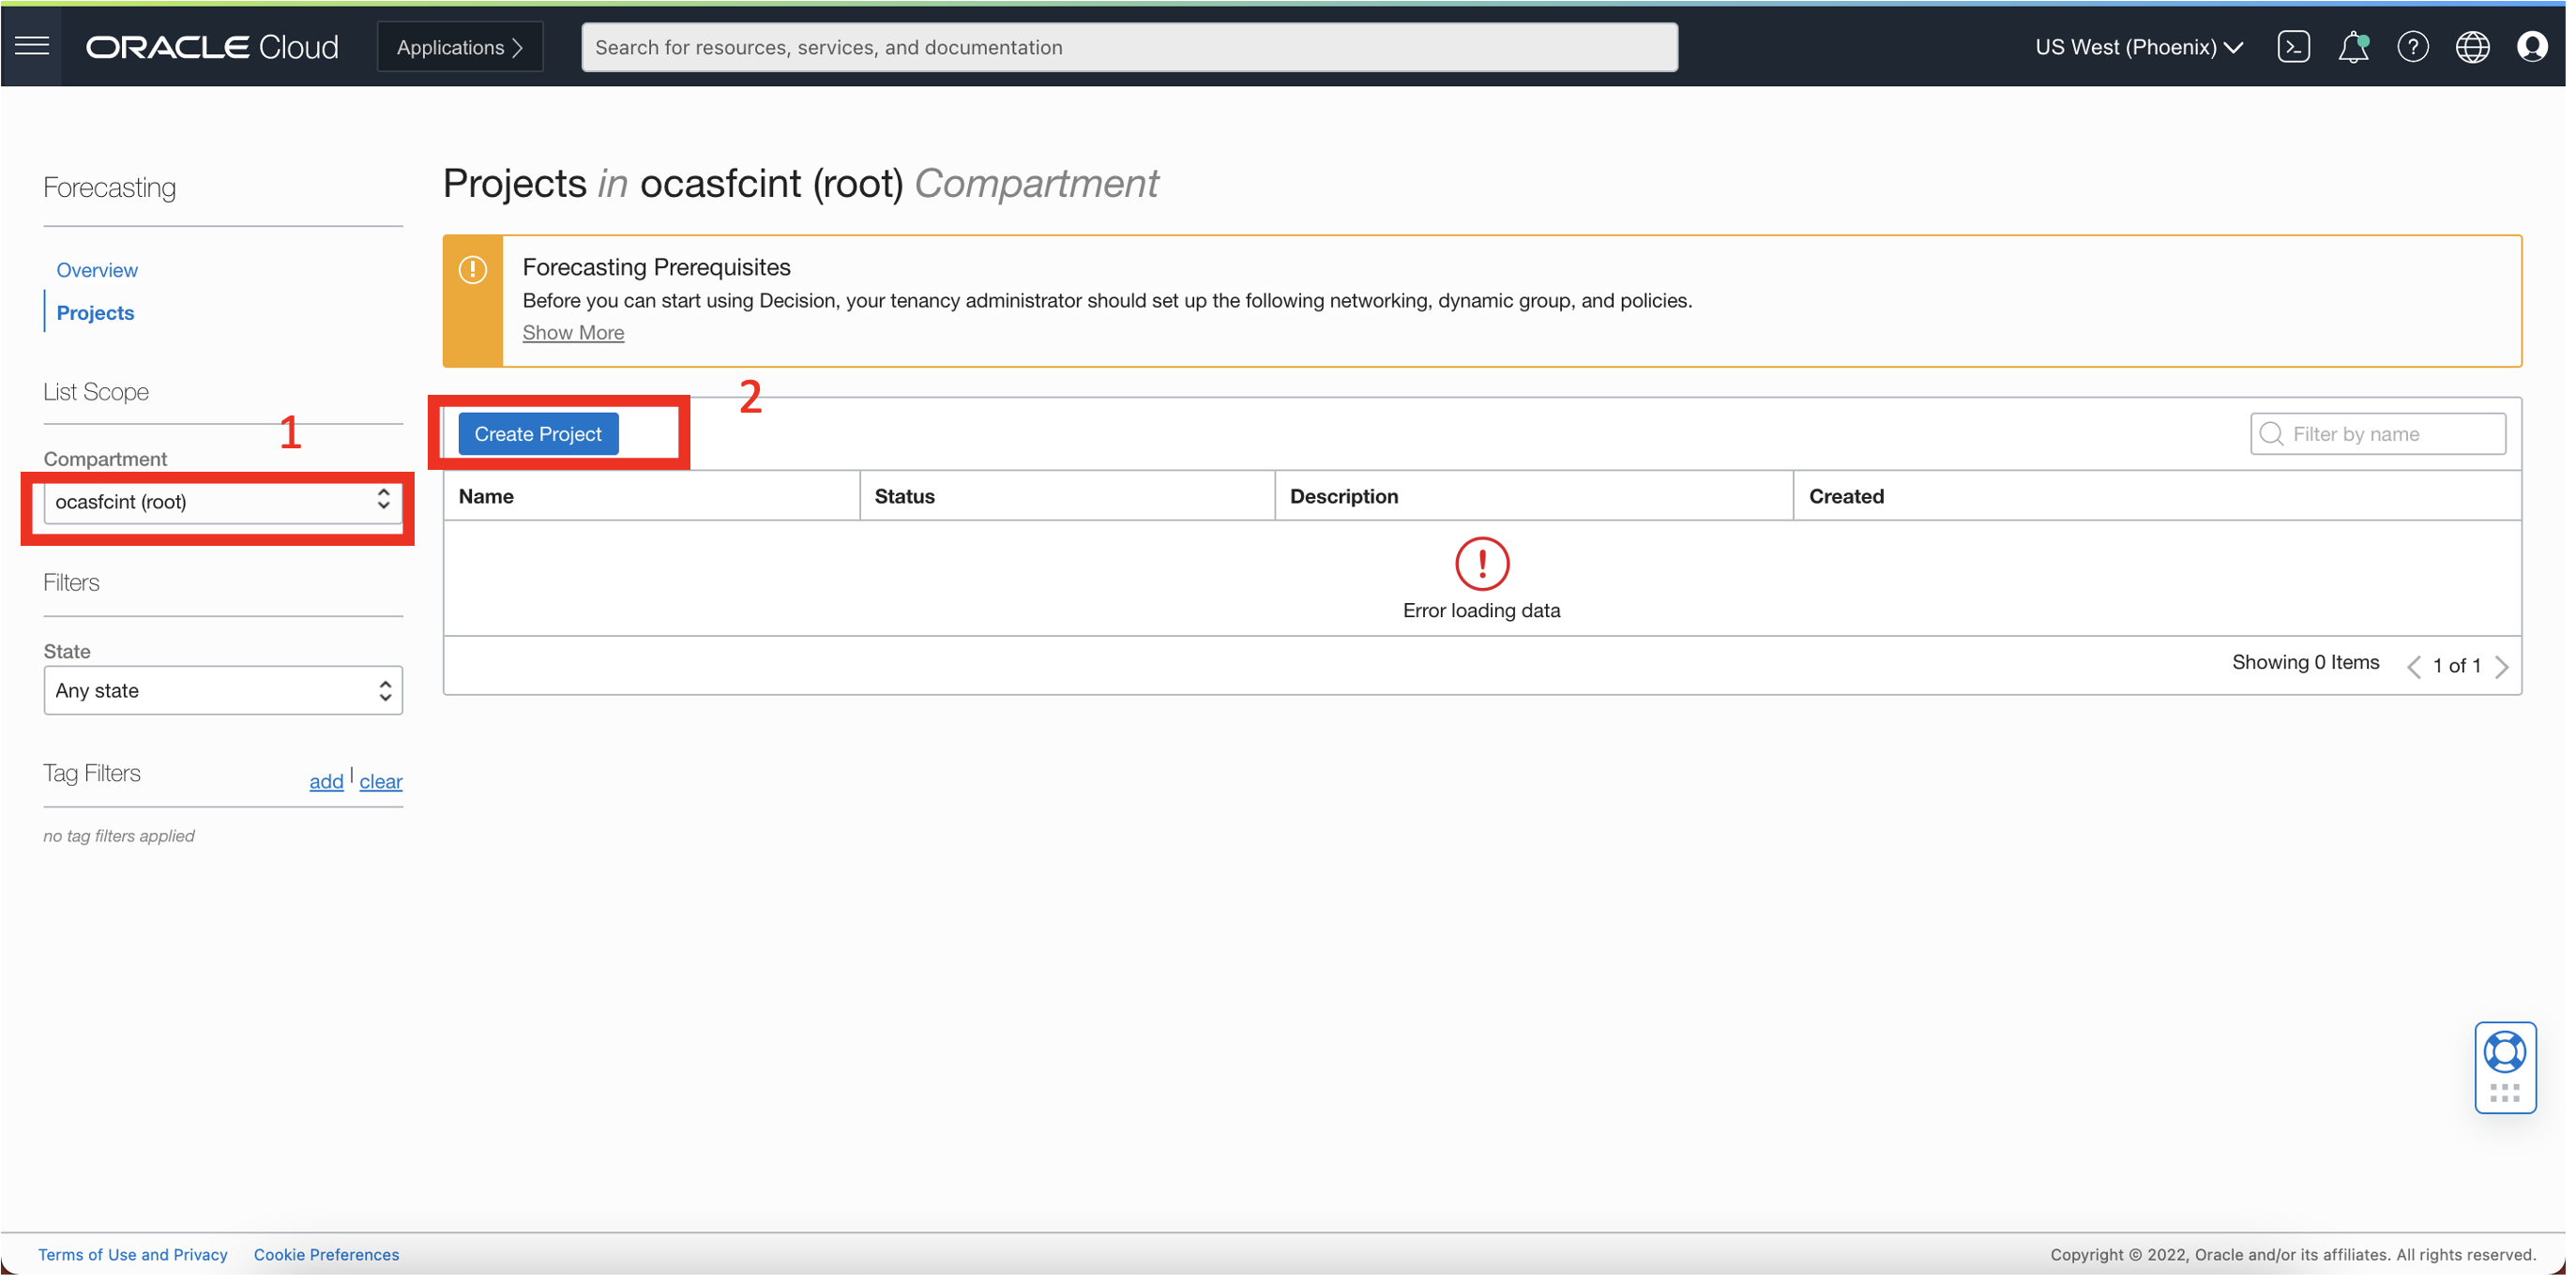 ORACLE Cloud
Applications
Search for resources, services, and documentation
US West (Phoenix)
Forecasting
Overview
Projects
List Scope
1
Compartment
ocasfcint (root)
Filters
State
Any state
Tag Filters
add | clear
no tag filters applied
Projects in ocasfcint (root) Compartment
Forecasting Prerequisites
Before you can start using Decision, your tenancy administrator should set up the following networking, dynamic group, and policies.
Show More
2
Create Project
Filter by name
Name Status Description Created
Error loading data
Showing 0 Items 1 of 1
Terms of Use and Privacy Cookie Preferences
Copyright © 2022, Oracle and/or its affiliates. All rights reserved.